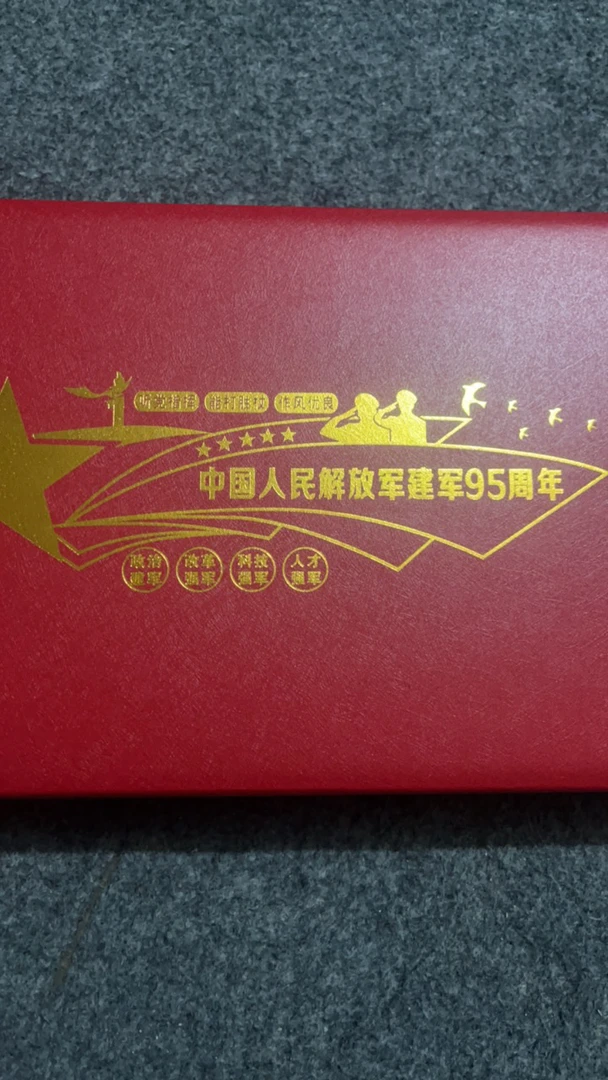 听党指挥 能打胜仗 作风优良
中国人民解放军建军95周年
政治 改革 科技 人才
建军 强军 强军 强军